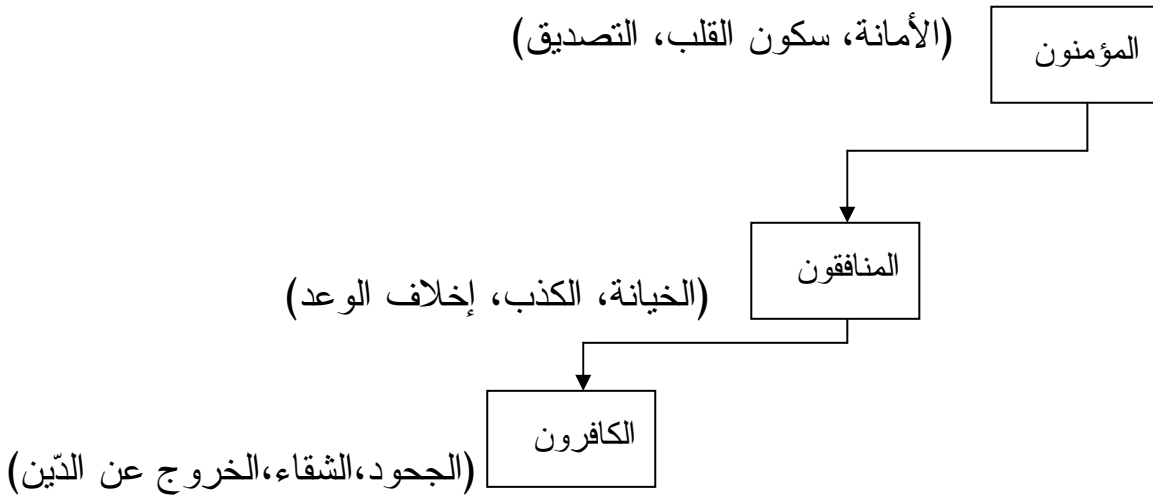 المؤمنون
(الأمانة، سكون القلب، التصديق)
المنافقون
(الخيانة، الكذب، إخلاف الوعد)
الكافرون
(الجحود،الشقاء،الخروج عن الدّين)